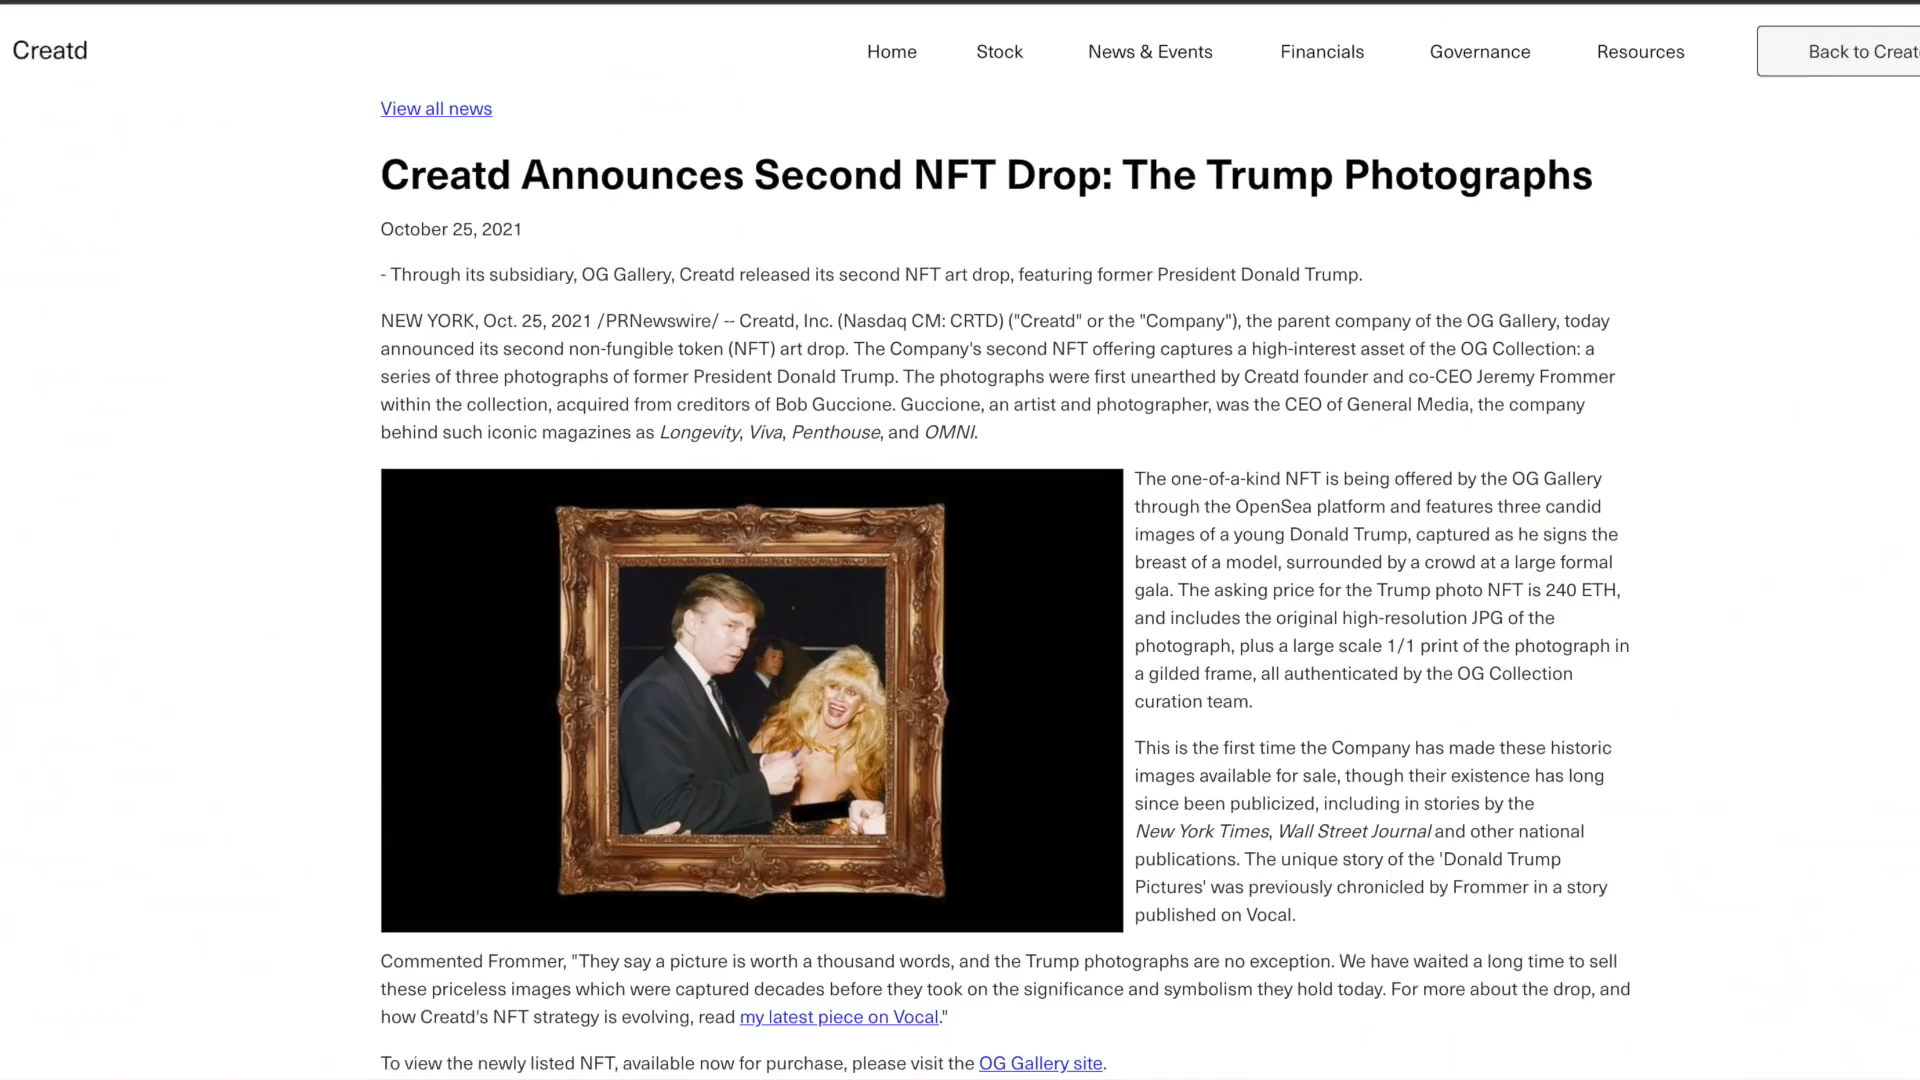 Creatd
Home
Stock
News & Events
Financials
Governance
Resources
Back to Creat
View all news
Creatd Announces Second NFT Drop: The Trump Photographs
October 25, 2021
- Through its subsidiary, OG Gallery, Creatd released its second NFT art drop, featuring former President Donald Trump.
NEW YORK, Oct. 25, 2021 /PRNewswire/ -- Creatd, Inc. (Nasdaq CM: CRTD) ("Creatd" or the "Company"), the parent company of the OG Gallery, today
announced its second non-fungible token (NFT) art drop. The Company's second NFT offering captures a high-interest asset of the OG Collection: a
series of three photographs of former President Donald Trump. The photographs were first unearthed by Creatd founder and co-CEO Jeremy Frommer
within the collection, acquired from creditors of Bob Guccione. Guccione, an artist and photographer, was the CEO of General Media, the company
behind such iconic magazines as Longevity, Viva, Penthouse, and OMNI.
The one-of-a-kind NFT is being offered by the OG Gallery
through the OpenSea platform and features three candid
images of a young Donald Trump, captured as he signs the
breast of a model, surrounded by a crowd at a large formal
gala. The asking price for the Trump photo NFT is 240 ETH,
and includes the original high-resolution JPG of the
photograph, plus a large scale 1/1 print of the photograph in
a gilded frame, all authenticated by the OG Collection
curation team.
This is the first time the Company has made these historic
images available for sale, though their existence has long
since been publicized, including in stories by the
New York Times, Wall Street Journal and other national
publications. The unique story of the 'Donald Trump
Pictures' was previously chronicled by Frommer in a story
published on Vocal.
Commented Frommer, "They say a picture is worth a thousand words, and the Trump photographs are no exception. We have waited a long time to sell
these priceless images which were captured decades before they took on the significance and symbolism they hold today. For more about the drop, and
how Creatd's NFT strategy is evolving, read my latest piece on Vocal."
To view the newly listed NFT, available now for purchase, please visit the OG Gallery site.